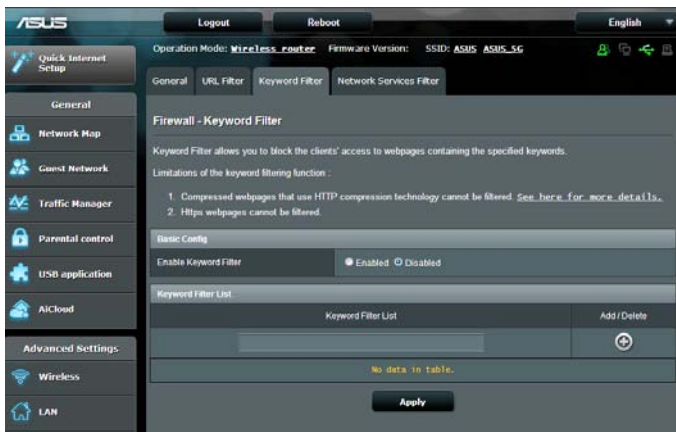 ASUS
Logout
Reboot
English
Quick Internet Setup
Operation Mode: Wireless router Firmware Version: SSID: ASUS ASUS_5G
General
URL Filter
Keyword Filter
Network Services Filter
General
Network Map
Guest Network
Traffic Manager
Parental control
USB application
AiCloud
Advanced Settings
Wireless
LAN
Firewall - Keyword Filter
Keyword Filter allows you to block the clients' access to webpages containing the specified keywords.
Limitations of the keyword filtering function :
1. Compressed webpages that use HTTP compression technology cannot be filtered. See here for more details.
2. Https webpages cannot be filtered.
Basic Config
Enable Keyword Filter
Enabled Disabled
Keyword Filter List
Keyword Filter List
Add / Delete
No data in table.
Apply